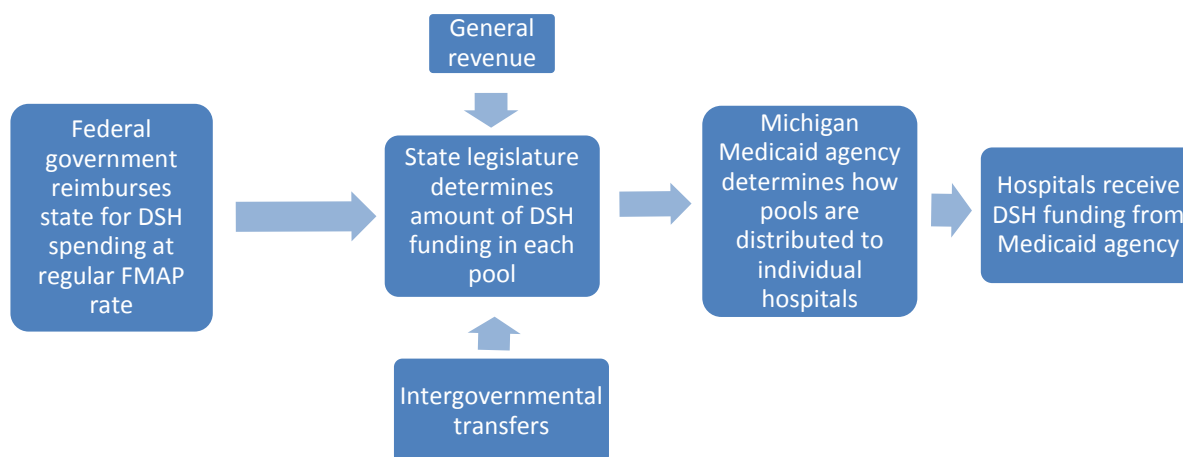 General
revenue
Federal
government
reimburses
state for DSH
spending at
regular FMAP
rate
State legislature
determines
amount of DSH
funding in each
pool
Michigan
Medicaid agency
determines how
pools are
distributed to
individual
hospitals
Hospitals receive
DSH funding from
Medicaid agency
Intergovernmental
transfers